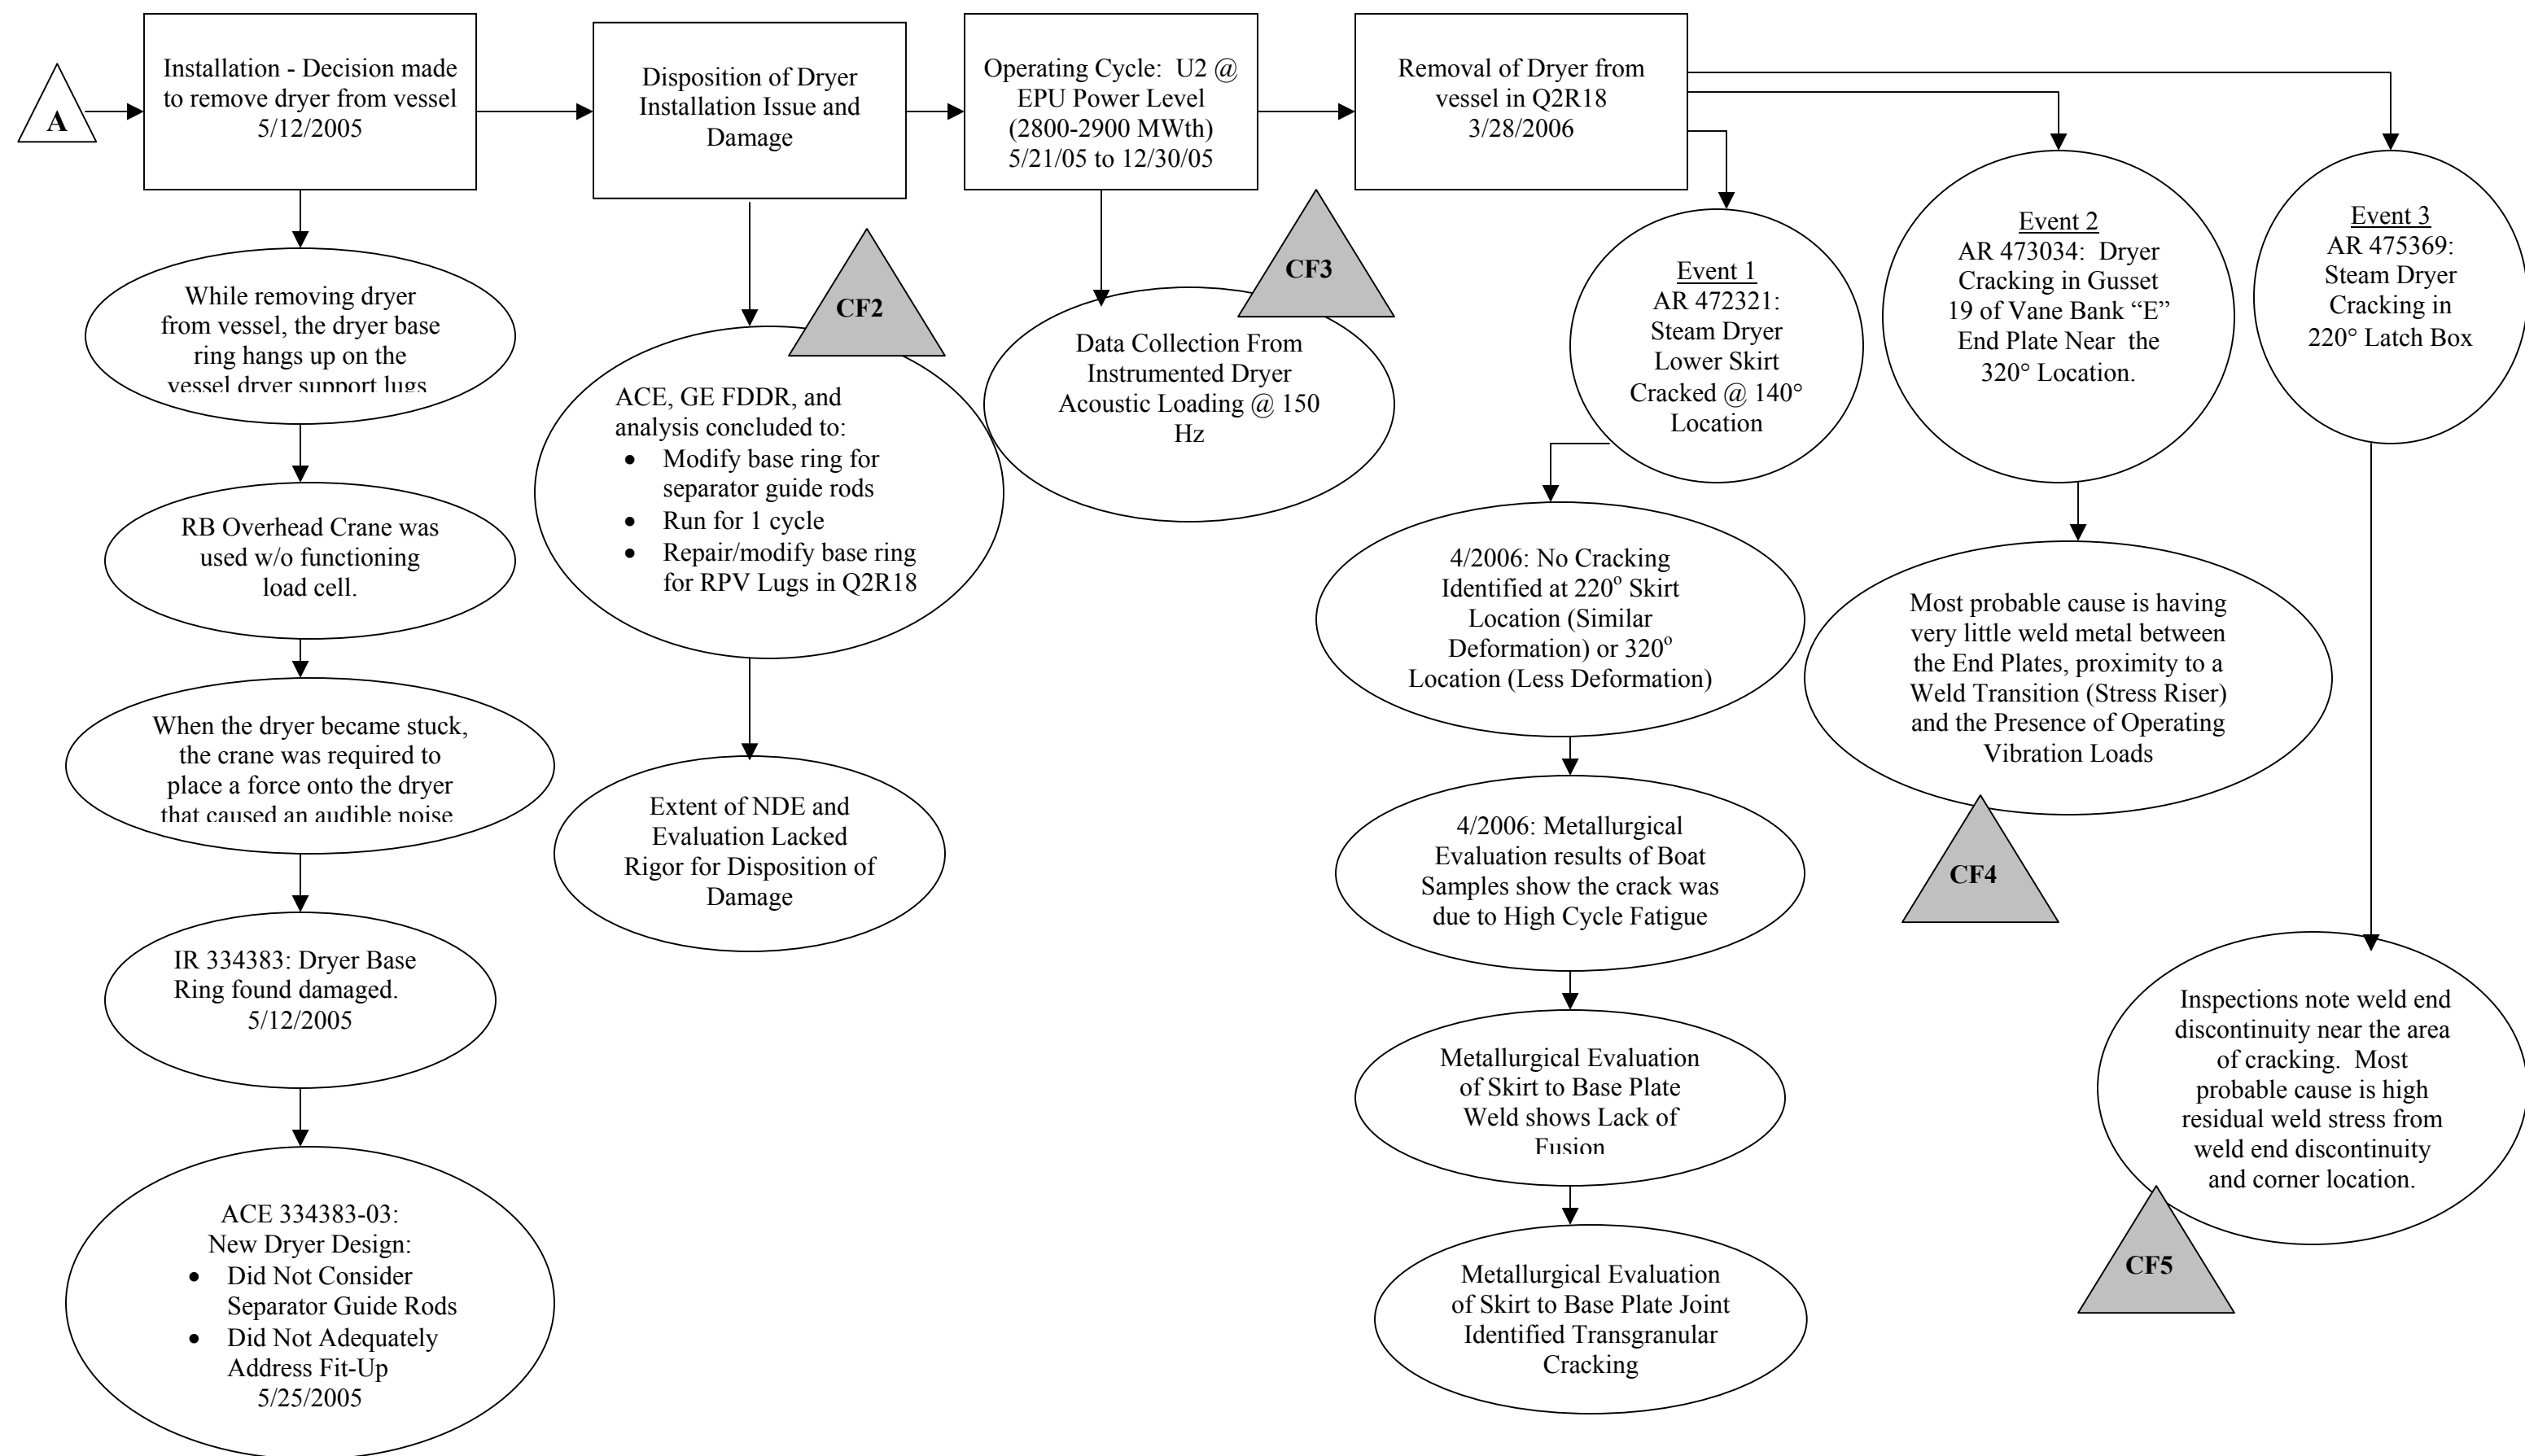 A
Installation - Decision made
to remove dryer from vessel
5/12/2005
Disposition of Dryer
Installation Issue and
Damage
Operating Cycle: U2 @
EPU Power Level
(2800-2900 MWth)
5/21/05 to 12/30/05
Removal of Dryer from
vessel in Q2R18
3/28/2006
While removing dryer
from vessel, the dryer base
ring hangs up on the
vessel dryer support lugs
RB Overhead Crane was
used w/o functioning
load cell.
When the dryer became stuck,
the crane was required to
place a force onto the dryer
that caused an audible noise
IR 334383: Dryer Base
Ring found damaged.
5/12/2005
ACE 334383-03:
New Dryer Design:
• Did Not Consider
Separator Guide Rods
• Did Not Adequately
Address Fit-Up
5/25/2005
CF2
ACE, GE FDDR, and
analysis concluded to:
• Modify base ring for
separator guide rods
• Run for 1 cycle
• Repair/modify base ring
for RPV Lugs in Q2R18
Extent of NDE and
Evaluation Lacked
Rigor for Disposition of
Damage
CF3
Data Collection From
Instrumented Dryer
Acoustic Loading @ 150
Hz
Event 1
AR 472321:
Steam Dryer
Lower Skirt
Cracked @ 140°
Location
4/2006: No Cracking
Identified at 220° Skirt
Location (Similar
Deformation) or 320°
Location (Less Deformation)
4/2006: Metallurgical
Evaluation results of Boat
Samples show the crack was
due to High Cycle Fatigue
Metallurgical Evaluation
of Skirt to Base Plate
Weld shows Lack of
Fusion
Metallurgical Evaluation
of Skirt to Base Plate Joint
Identified Transgranular
Cracking
Event 2
AR 473034: Dryer
Cracking in Gusset
19 of Vane Bank “E”
End Plate Near the
320° Location.
Most probable cause is having
very little weld metal between
the End Plates, proximity to a
Weld Transition (Stress Riser)
and the Presence of Operating
Vibration Loads
CF4
Event 3
AR 475369:
Steam Dryer
Cracking in
220° Latch Box
Inspections note weld end
discontinuity near the area
of cracking. Most
probable cause is high
residual weld stress from
weld end discontinuity
and corner location.
CF5